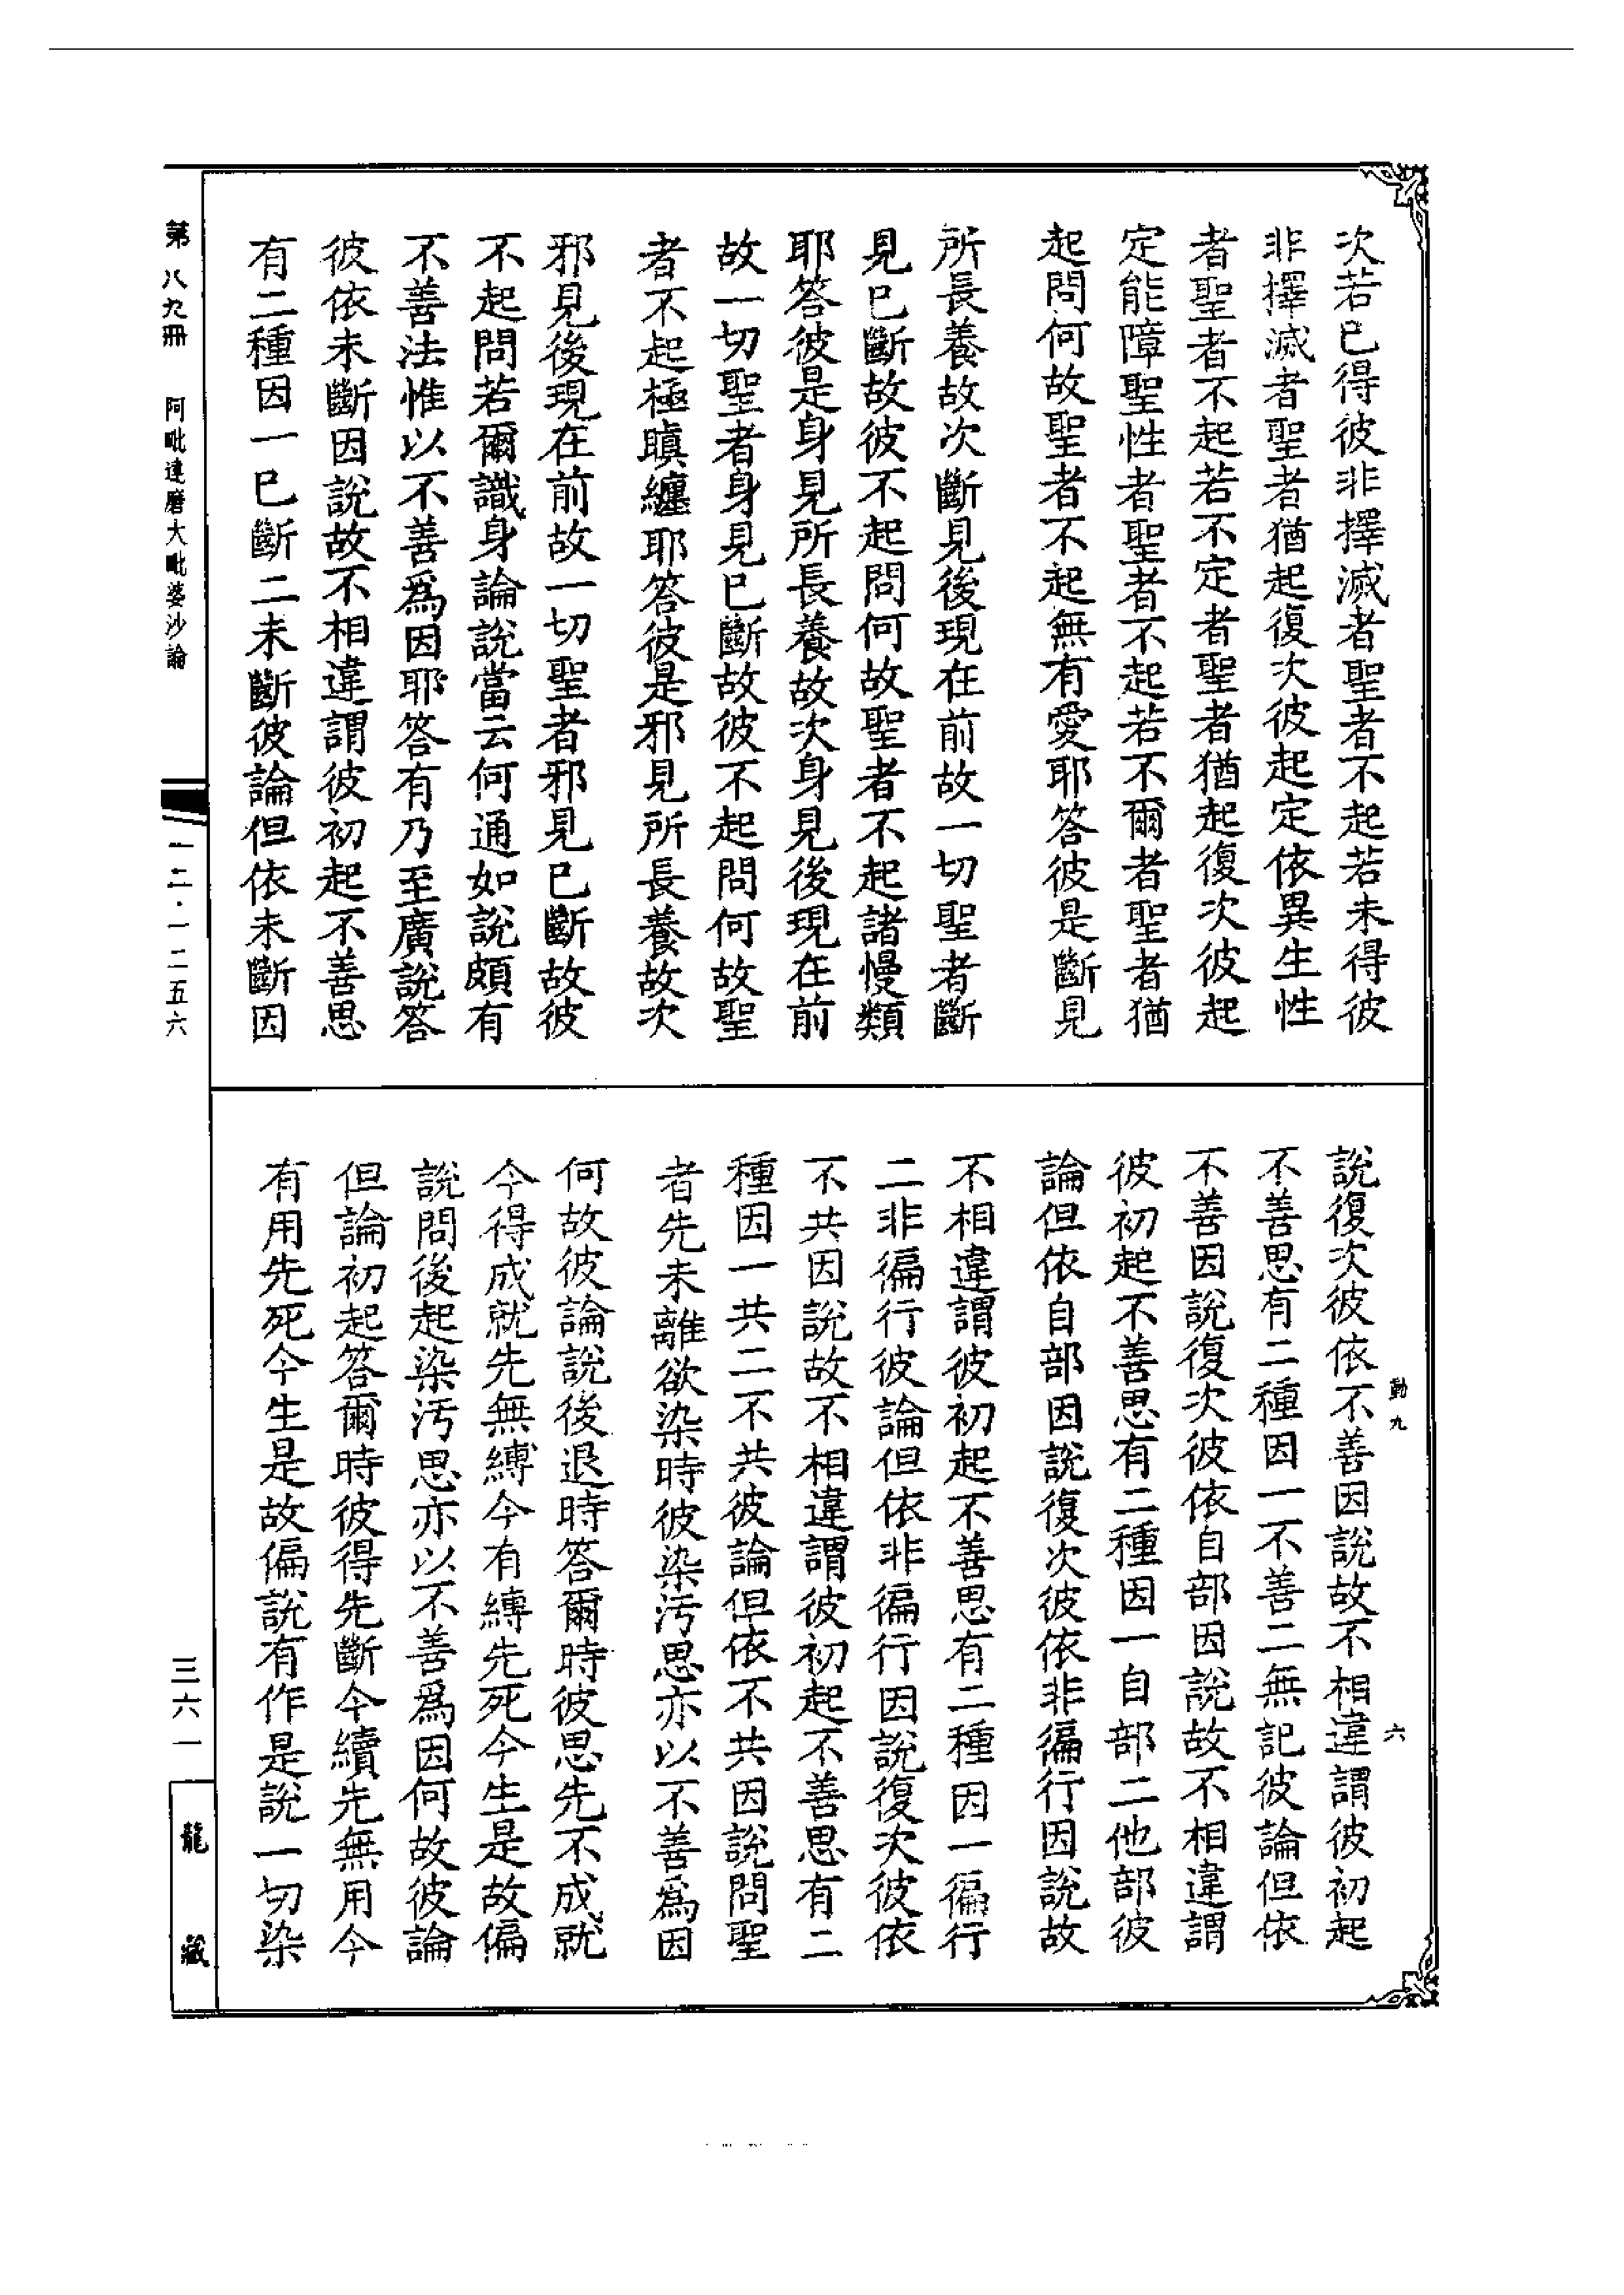 次若已得彼非擇滅者聖者不起若未得彼
非擇滅者聖者猶起復次彼起定依異生性
者聖者不起若不定者聖者猶起復次彼起
定能障聖性者聖者不起若不爾者聖者猶
起問何故聖者不起無有愛耶答彼是斷見
所長養故次斷見後現在前故一切聖者斷
見已斷故彼不起問何故聖者不起諸慢類
耶答彼是身見所長養故次身見後現在前
故一切聖者身見已斷故彼不起問何故聖
者不起極瞋纏耶答彼是邪見所長養故次
邪見後現在前故一切聖者邪見已斷故彼
不起問若爾識身論說當云何通如說頗有
不善法惟以不善為因耶答有乃至廣說答
彼依未斷因說故不相違謂彼初起不善思
有二種因一已斷二未斷彼論但依未斷因
說復次彼依不善因說故不相違謂彼初起
不善思有二種因一不善二無記彼論但依
不善因說復次彼依自部因說故不相違謂
彼初起不善思有二種因一自部二他部彼
論但依自部因說復次彼依非徧行因說故
不相違謂彼初起不善思有二種因一徧行
二非徧行彼論但依非徧行因說復次彼依
不共因說故不相違謂彼初起不善思有二
種因一共二不共彼論但依不共因說問聖
者先未離欲染時彼染汚思亦以不善為因
何故彼論說後退時答爾時彼思先不成就
今得成就先無縛今有縛先死今生是故偏
說問後起染汚思亦以不善為因何故彼論
但論初起答爾時彼得先斷今續先無用今
有用先死今生是故偏說有作是說一切染
動九
六
第八九冊
阿毗達磨大毗婆沙論
一二·一二五六
三六一
龍藏